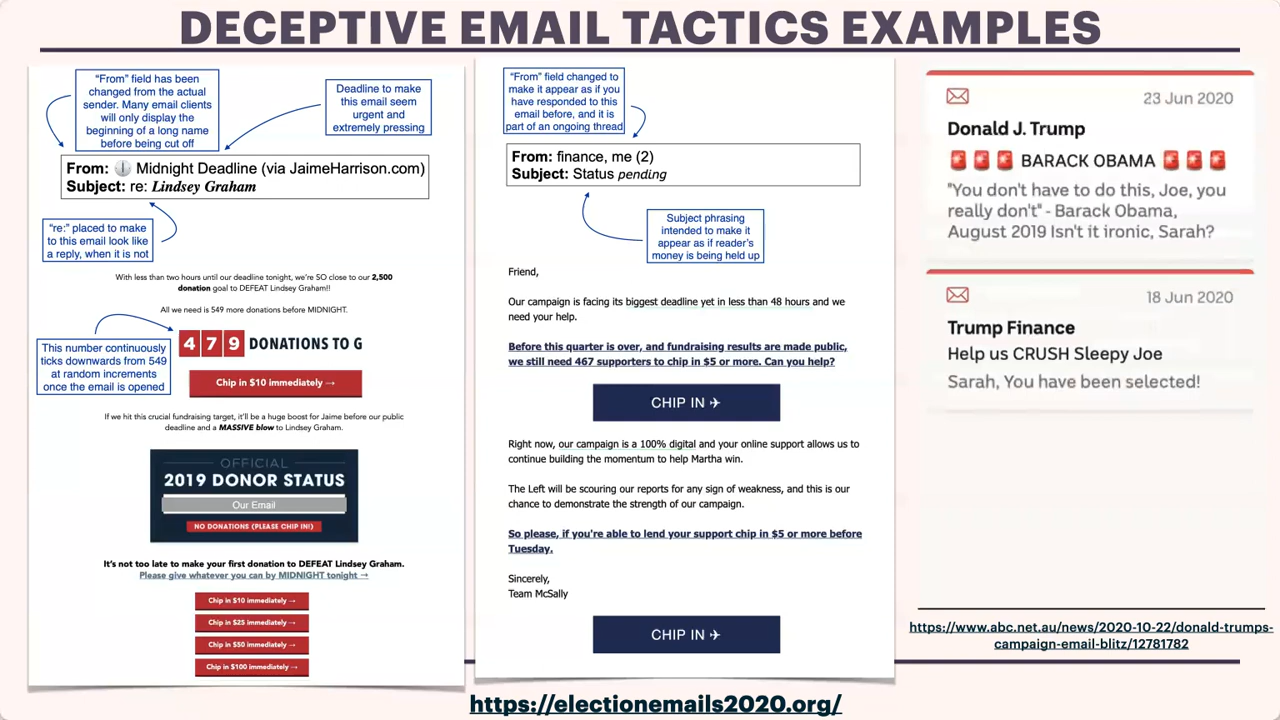 DECEPTIVE EMAIL TACTICS EXAMPLES
"From" field has been
changed from the actual
sender. Many email clients
will only display the
beginning of a long name
before being cut off
Deadline to make
this email seem
urgent and
extremely pressing
From: Midnight Deadline (via JaimeHarrison.com)
Subject: re: Lindsey Graham
"re:" placed to make
to this email look like
a reply, when it is not
With less than two hours until our deadline tonight, we're SO close to our 2,500
donation goal to DEFEAT Lindsey Graham!!
All we need is 549 more donations before MIDNIGHT.
This number continuously
ticks downwards from 549
at random increments
once the email is opened
4 7 9 DONATIONS TO G
Chip in $10 immediately →
If we hit this crucial fundraising target, it'll be a huge boost for Jaime before our public
deadline and a MASSIVE blow to Lindsey Graham.
OFFICIAL
2019 DONOR STATUS
Our Email
NO DONATIONS (PLEASE CHIP IN!)
It's not too late to make your first donation to DEFEAT Lindsey Graham.
Please give whatever you can by MIDNIGHT tonight →
Chip in $10 immediately →
Chip in $25 immediately →
Chip in $50 immediately →
Chip in $100 immediately →
"From" field changed to
make it appear as if you
have responded to this
email before, and it is
part of an ongoing thread
From: finance, me (2)
Subject: Status pending
Subject phrasing
intended to make it
appear as if reader's
money is being held up
Friend,
Our campaign is facing its biggest deadline yet in less than 48 hours and we
need your help.
Before this quarter is over, and fundraising results are made public,
we still need 467 supporters to chip in $5 or more. Can you help?
CHIP IN ✈
Right now, our campaign is a 100% digital and your online support allows us to
continue building the momentum to help Martha win.
The Left will be scouring our reports for any sign of weakness, and this is our
chance to demonstrate the strength of our campaign.
So please, if you're able to lend your support chip in $5 or more before
Tuesday.
Sincerely,
Team McSally
CHIP IN ✈
23 Jun 2020
Donald J. Trump
🚨🚨🚨 BARACK OBAMA 🚨🚨🚨
"You don't have to do this, Joe, you
really don't" - Barack Obama,
August 2019 Isn't it ironic, Sarah?
18 Jun 2020
Trump Finance
Help us CRUSH Sleepy Joe
Sarah, You have been selected!
https://www.abc.net.au/news/2020-10-22/donald-trumps-
campaign-email-blitz/12781782
https://electionemails2020.org/